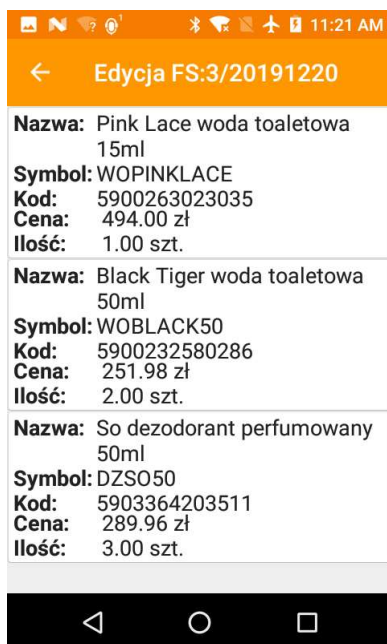 11:21 AM
Edycja FS:3/20191220
Nazwa: Pink Lace woda toaletowa
15ml
Symbol: WOPINKLACE
Kod: 5900263023035
Cena: 494.00 zł
Ilość: 1.00 szt.
Nazwa: Black Tiger woda toaletowa
50ml
Symbol: WOBLACK50
Kod: 5900232580286
Cena: 251.98 zł
Ilość: 2.00 szt.
Nazwa: So dezodorant perfumowany
50ml
Symbol: DZSO50
Kod: 5903364203511
Cena: 289.96 zł
Ilość: 3.00 szt.